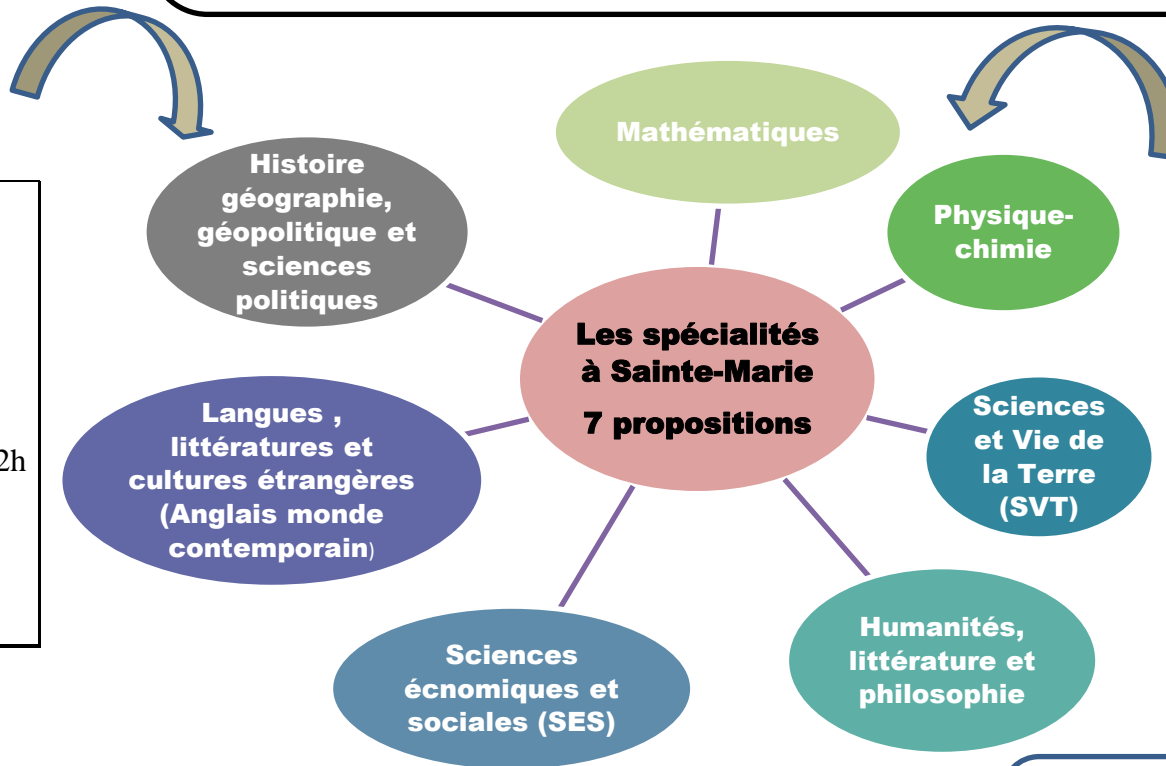 Mathématiques
Histoire
géographie,
géopolitique et
sciences
politiques
Physique-
chimie
Les spécialités
à Sainte-Marie
7 propositions
Langues ,
littératures et
cultures étrangères
(Anglais monde
contemporain)
Sciences
et Vie de
la Terre
(SVT)
2h
Humanités,
littérature et
philosophie
Sciences
écnomiques et
sociales (SES)